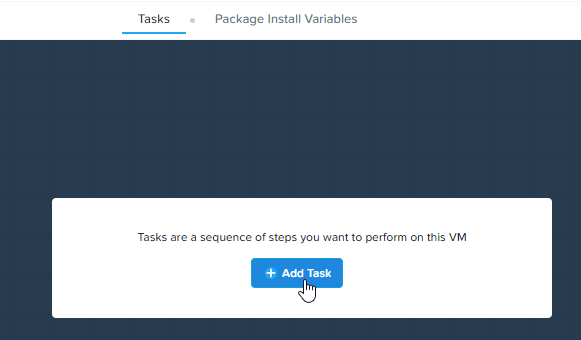 Tasks
Package Install Variables
Tasks are a sequence of steps you want to perform on this VM
Add Task